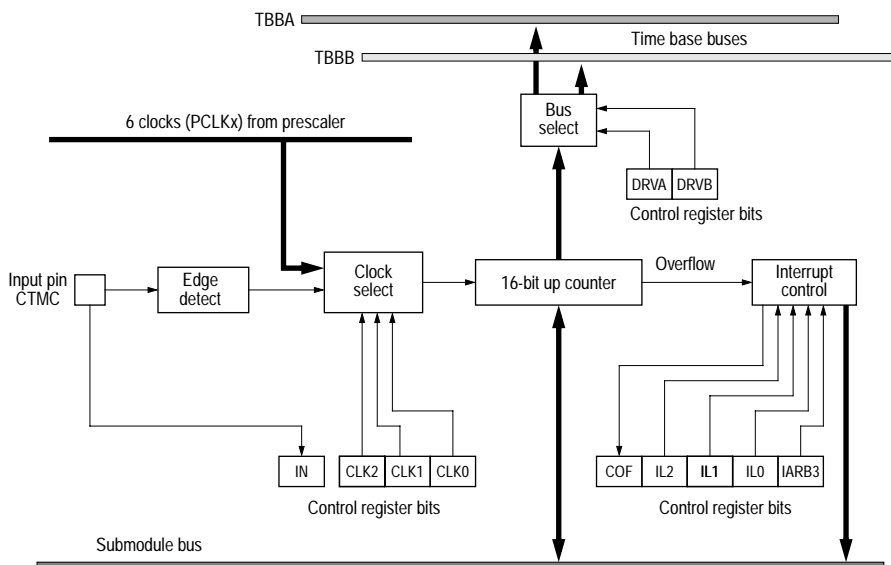 TBBA
Time base buses
TBBB
6 clocks (PCLKx) from prescaler
Bus
select
DRVA DRVB
Control register bits
Input pin
CTMC
Edge
detect
Clock
select
16-bit up counter
Overflow
Interrupt
control
IN
CLK2 CLK1 CLK0
Control register bits
COF IL2 IL1 IL0 IARB3
Control register bits
Submodule bus